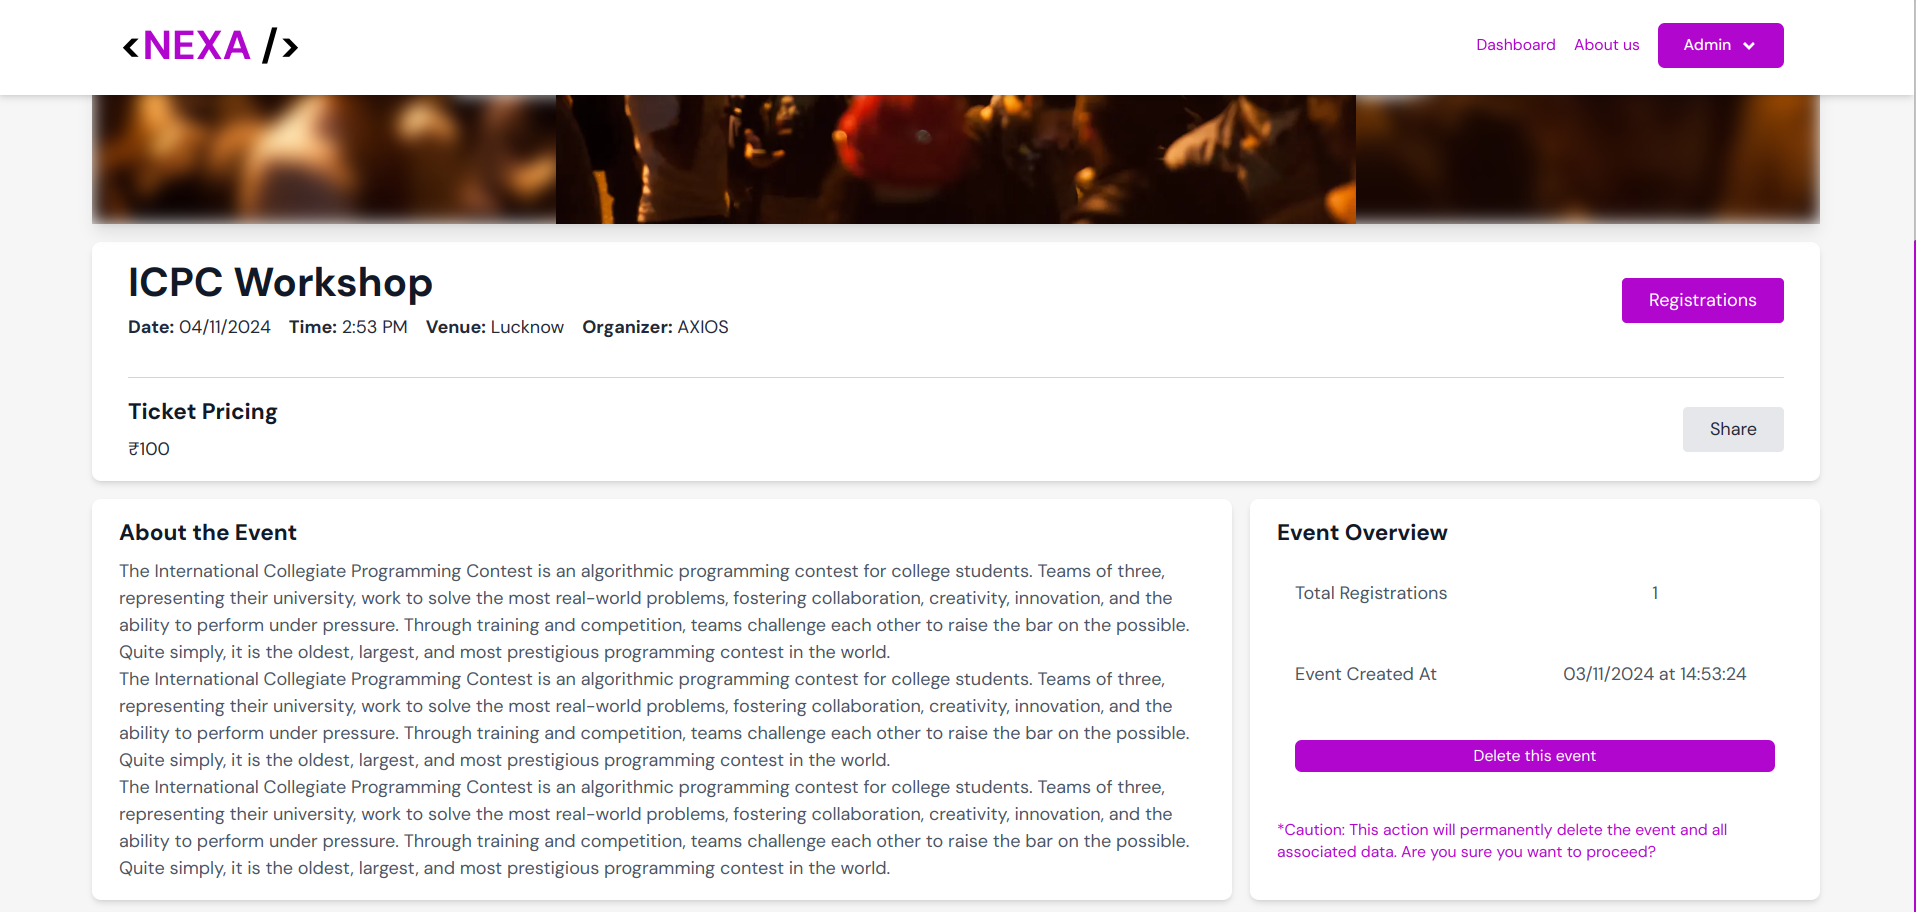 <NEXA />
Dashboard About us Admin
ICPC Workshop
Registrations
Date: 04/11/2024 Time: 2:53 PM Venue: Lucknow Organizer: AXIOS
Ticket Pricing
₹100
Share
About the Event
The International Collegiate Programming Contest is an algorithmic programming contest for college students. Teams of three,
representing their university, work to solve the most real-world problems, fostering collaboration, creativity, innovation, and the
ability to perform under pressure. Through training and competition, teams challenge each other to raise the bar on the possible.
Quite simply, it is the oldest, largest, and most prestigious programming contest in the world.
The International Collegiate Programming Contest is an algorithmic programming contest for college students. Teams of three,
representing their university, work to solve the most real-world problems, fostering collaboration, creativity, innovation, and the
ability to perform under pressure. Through training and competition, teams challenge each other to raise the bar on the possible.
Quite simply, it is the oldest, largest, and most prestigious programming contest in the world.
The International Collegiate Programming Contest is an algorithmic programming contest for college students. Teams of three,
representing their university, work to solve the most real-world problems, fostering collaboration, creativity, innovation, and the
ability to perform under pressure. Through training and competition, teams challenge each other to raise the bar on the possible.
Quite simply, it is the oldest, largest, and most prestigious programming contest in the world.
Event Overview
Total Registrations 1
Event Created At 03/11/2024 at 14:53:24
Delete this event
*Caution: This action will permanently delete the event and all
associated data. Are you sure you want to proceed?